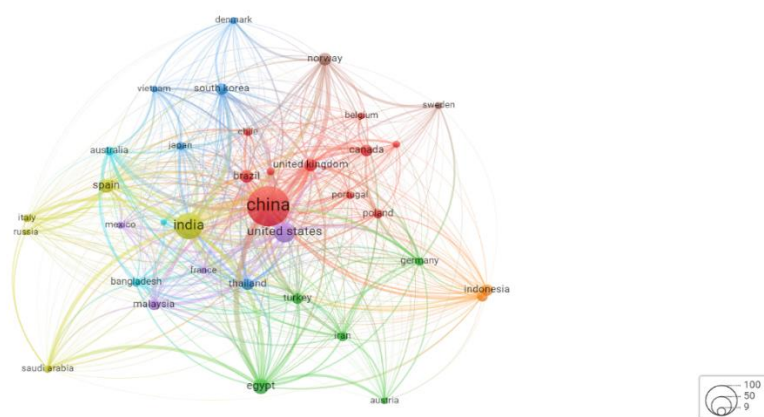 denmark
norway
vietnam
south korea
sweden
belgium
chile
australia
japan
canada
united kingdom
brazil
spain
portugal
china
poland
italy
mexico
india
russia
united states
germany
france
bangladesh
thailand
indonesia
malaysia
turkey
iran
saudi arabia
egypt
austria
100
50
9